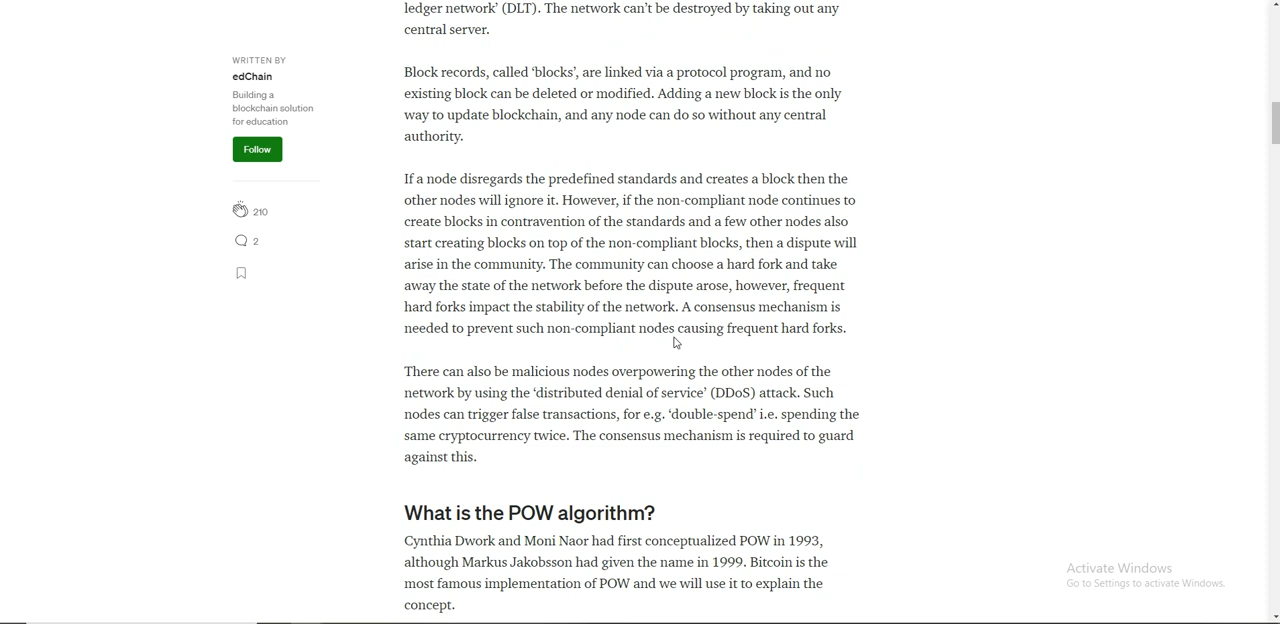 ledger network’ (DLT). The network can’t be destroyed by taking out any
central server.
WRITTEN BY
edChain
Building a
blockchain solution
for education
Follow
210
2
Block records, called ‘blocks’, are linked via a protocol program, and no
existing block can be deleted or modified. Adding a new block is the only
way to update blockchain, and any node can do so without any central
authority.
If a node disregards the predefined standards and creates a block then the
other nodes will ignore it. However, if the non-compliant node continues to
create blocks in contravention of the standards and a few other nodes also
start creating blocks on top of the non-compliant blocks, then a dispute will
arise in the community. The community can choose a hard fork and take
away the state of the network before the dispute arose, however, frequent
hard forks impact the stability of the network. A consensus mechanism is
needed to prevent such non-compliant nodes causing frequent hard forks.
There can also be malicious nodes overpowering the other nodes of the
network by using the ‘distributed denial of service’ (DDoS) attack. Such
nodes can trigger false transactions, for e.g. ‘double-spend’ i.e. spending the
same cryptocurrency twice. The consensus mechanism is required to guard
against this.
What is the POW algorithm?
Cynthia Dwork and Moni Naor had first conceptualized POW in 1993,
although Markus Jakobsson had given the name in 1999. Bitcoin is the
most famous implementation of POW and we will use it to explain the
concept.
Activate Windows
Go to Settings to activate Windows.